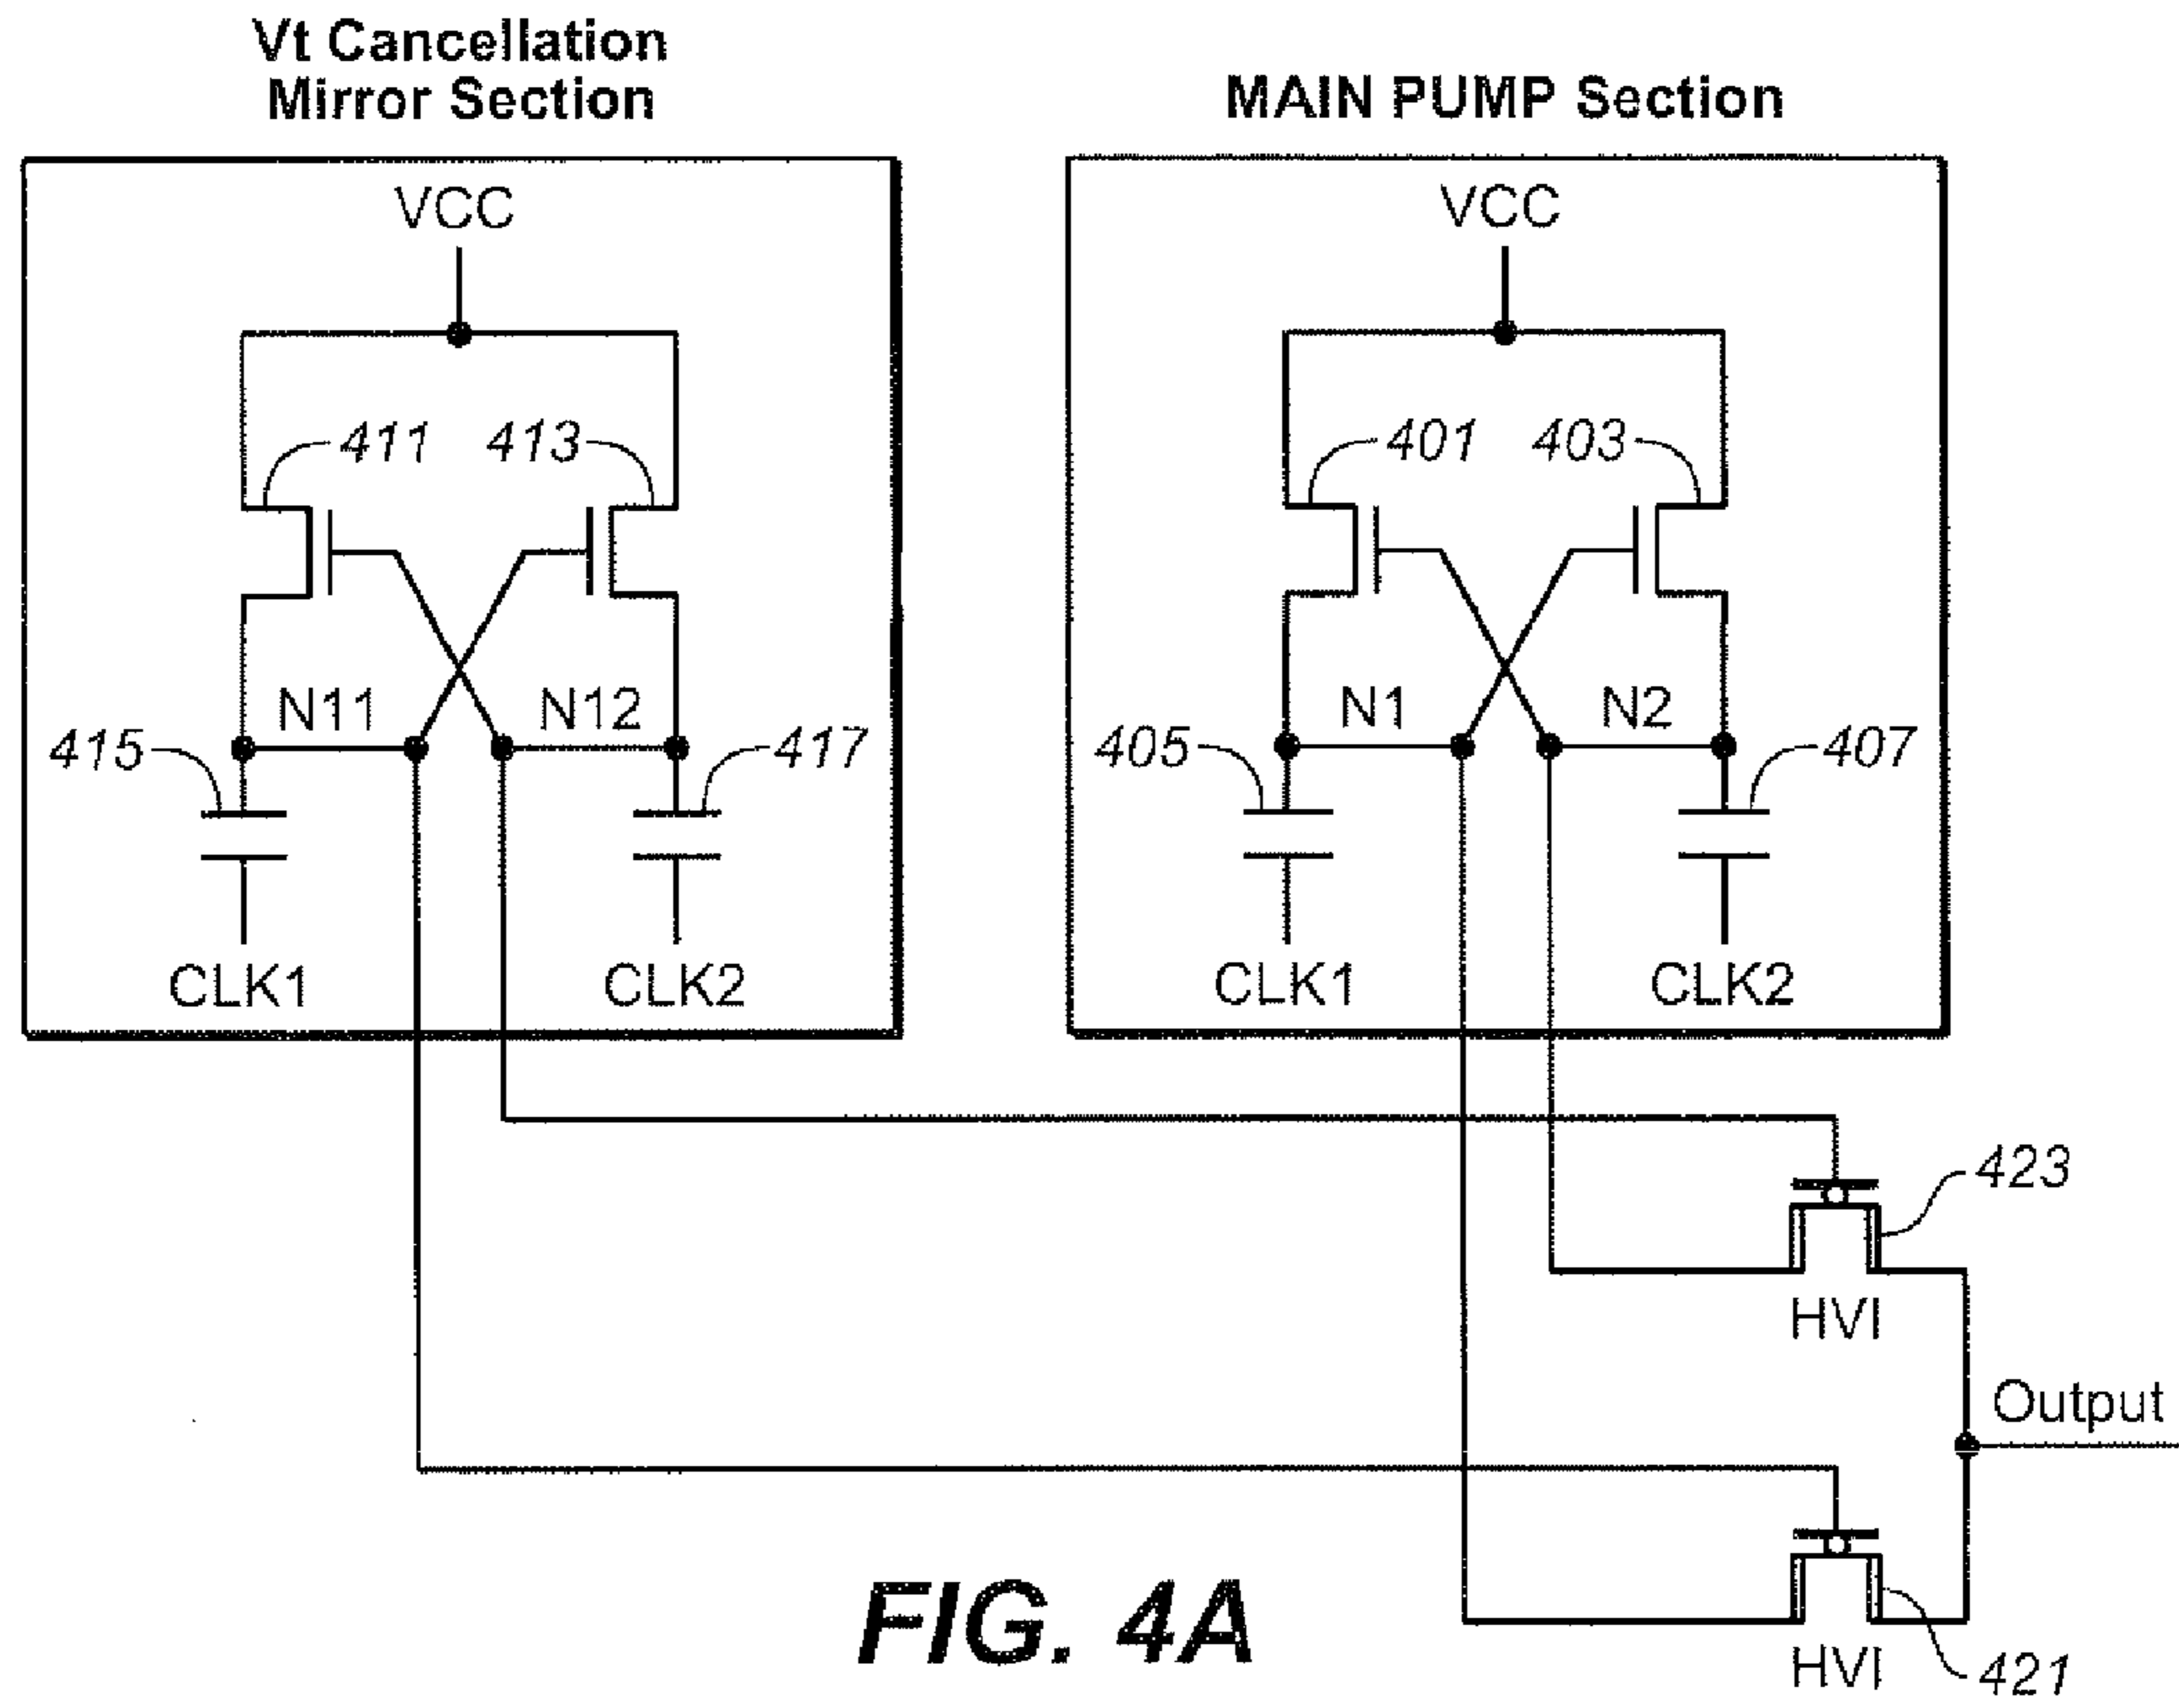 Vt Cancellation
Mirror Section
MAIN PUMP Section
VCC
VCC
411
413
401
403
N11
N12
N1
N2
415
417
405
407
CLK1
CLK2
CLK1
CLK2
423
HVI
Output
HVI
421
FIG. 4A